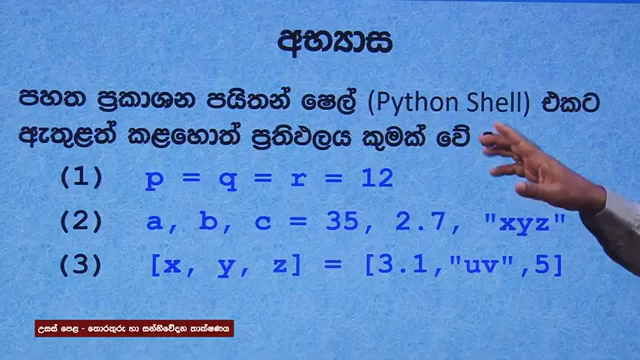 අභ්‍යාස
පහත ප්‍රකාශන පයිතන් ෂෙල් (Python Shell) එකට
ඇතුළත් කළහොත් ප්‍රතිඵලය කුමක් වේ
(1) p = q = r = 12
(2) a, b, c = 35, 2.7, "xyz"
(3) [x, y, z] = [3.1,"uv",5]
උසස් පෙළ - තොරතුරු හා සන්නිවේදන තාක්ෂණය